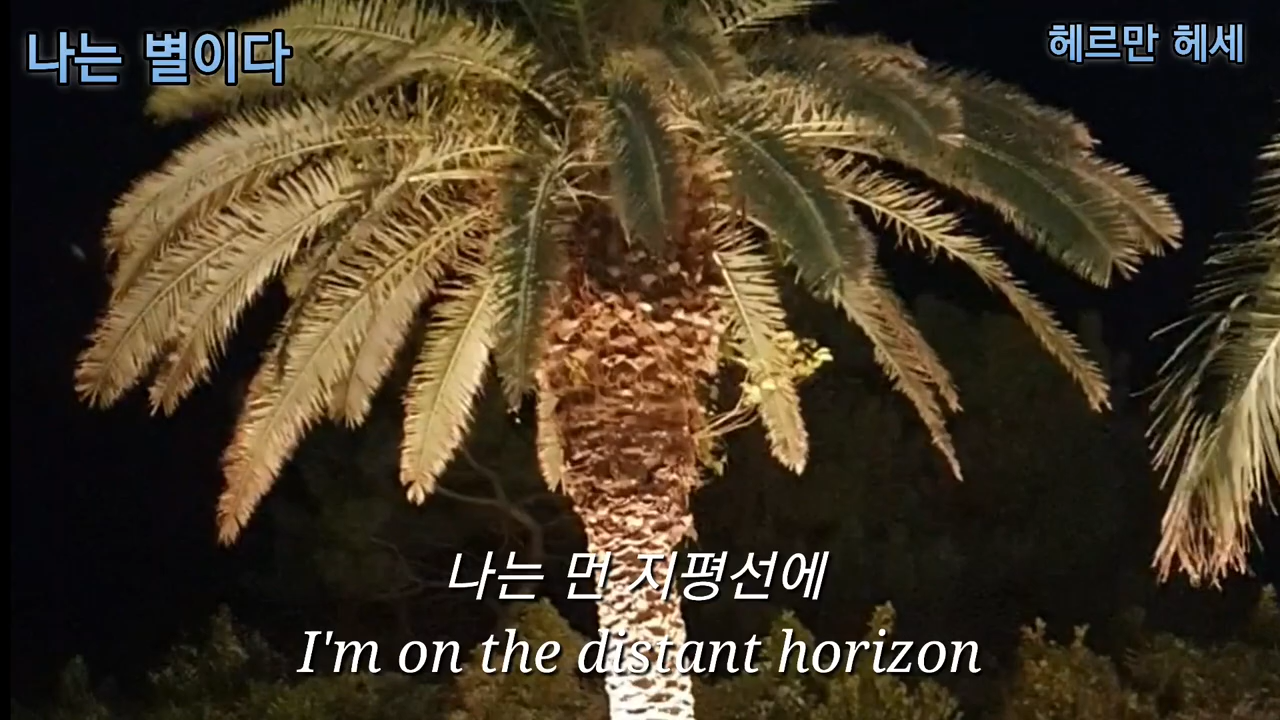 나는 별이다
헤르만 헤세
나는 먼 지평선에
I'm on the distant horizon